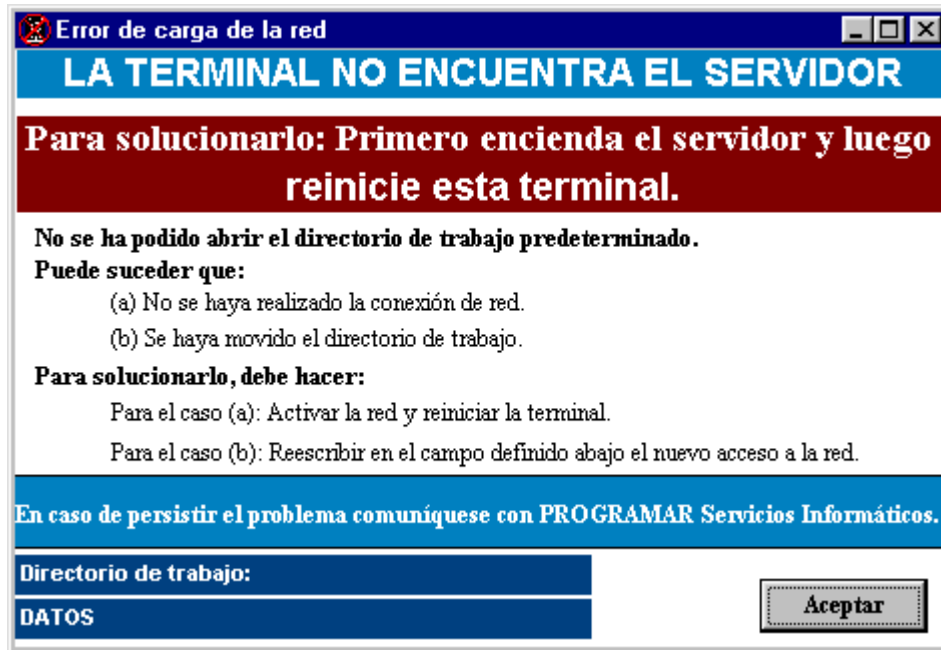 Error de carga de la red
LA TERMINAL NO ENCUENTRA EL SERVIDOR
Para solucionarlo: Primero encienda el servidor y luego
reinicie esta terminal.
No se ha podido abrir el directorio de trabajo predeterminado.
Puede suceder que:
(a) No se haya realizado la conexión de red.
(b) Se haya movido el directorio de trabajo.
Para solucionarlo, debe hacer:
Para el caso (a): Activar la red y reiniciar la terminal.
Para el caso (b): Reescribir en el campo definido abajo el nuevo acceso a la red.
En caso de persistir el problema comuníquese con PROGRAMAR Servicios Informáticos.
Directorio de trabajo:
DATOS
Aceptar